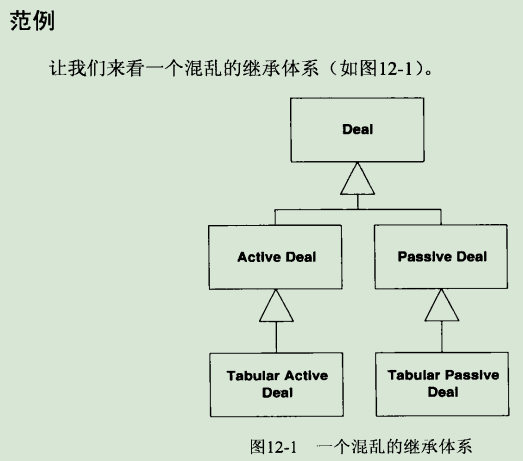 范例
让我们来看一个混乱的继承体系（如图12-1）。
Deal
Active Deal
Passive Deal
Tabular Active
Deal
Tabular Passive
Deal
图12-1 一个混乱的继承体系